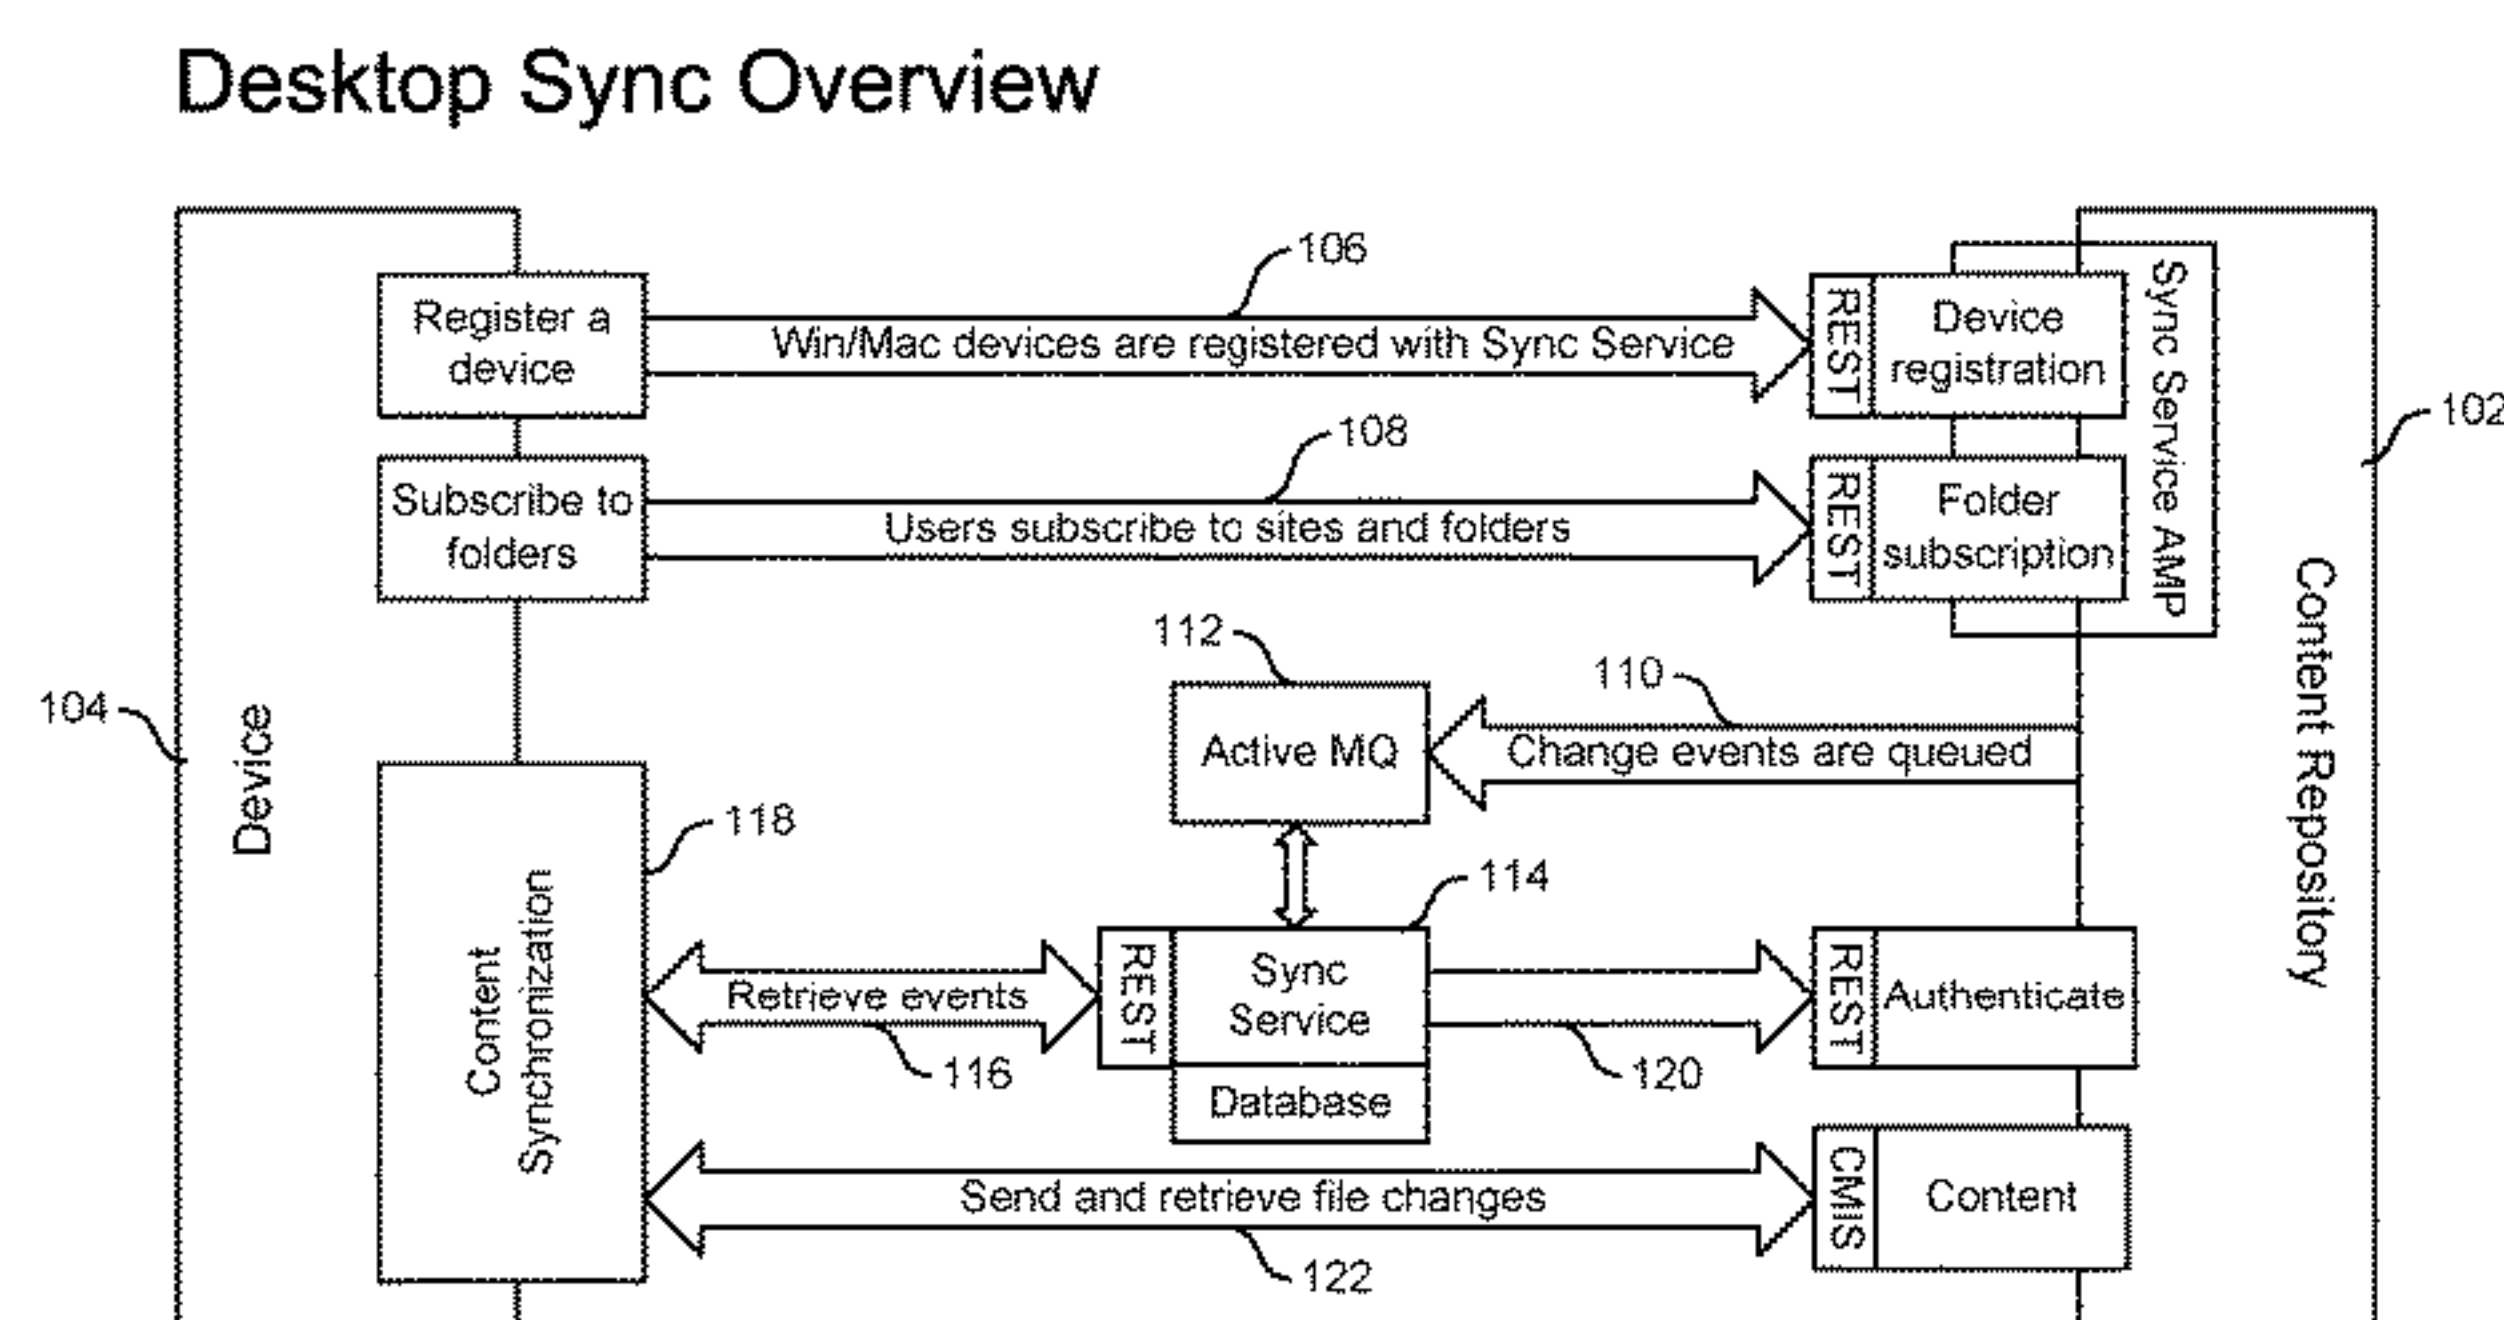 Desktop Sync Overview
106
Register a
device
Win/Mac devices are registered with Sync Service
REST
Device
registration
Sync Service AMP
102
108
Subscribe to
folders
Users subscribe to sites and folders
REST
Folder
subscription
Content Repository
112
110
104
Device
Active MQ
Change events are queued
118
114
Content
Synchronization
Retrieve events
REST
Sync
Service
REST
Authenticate
116
120
Database
Send and retrieve file changes
CMIS
Content
122